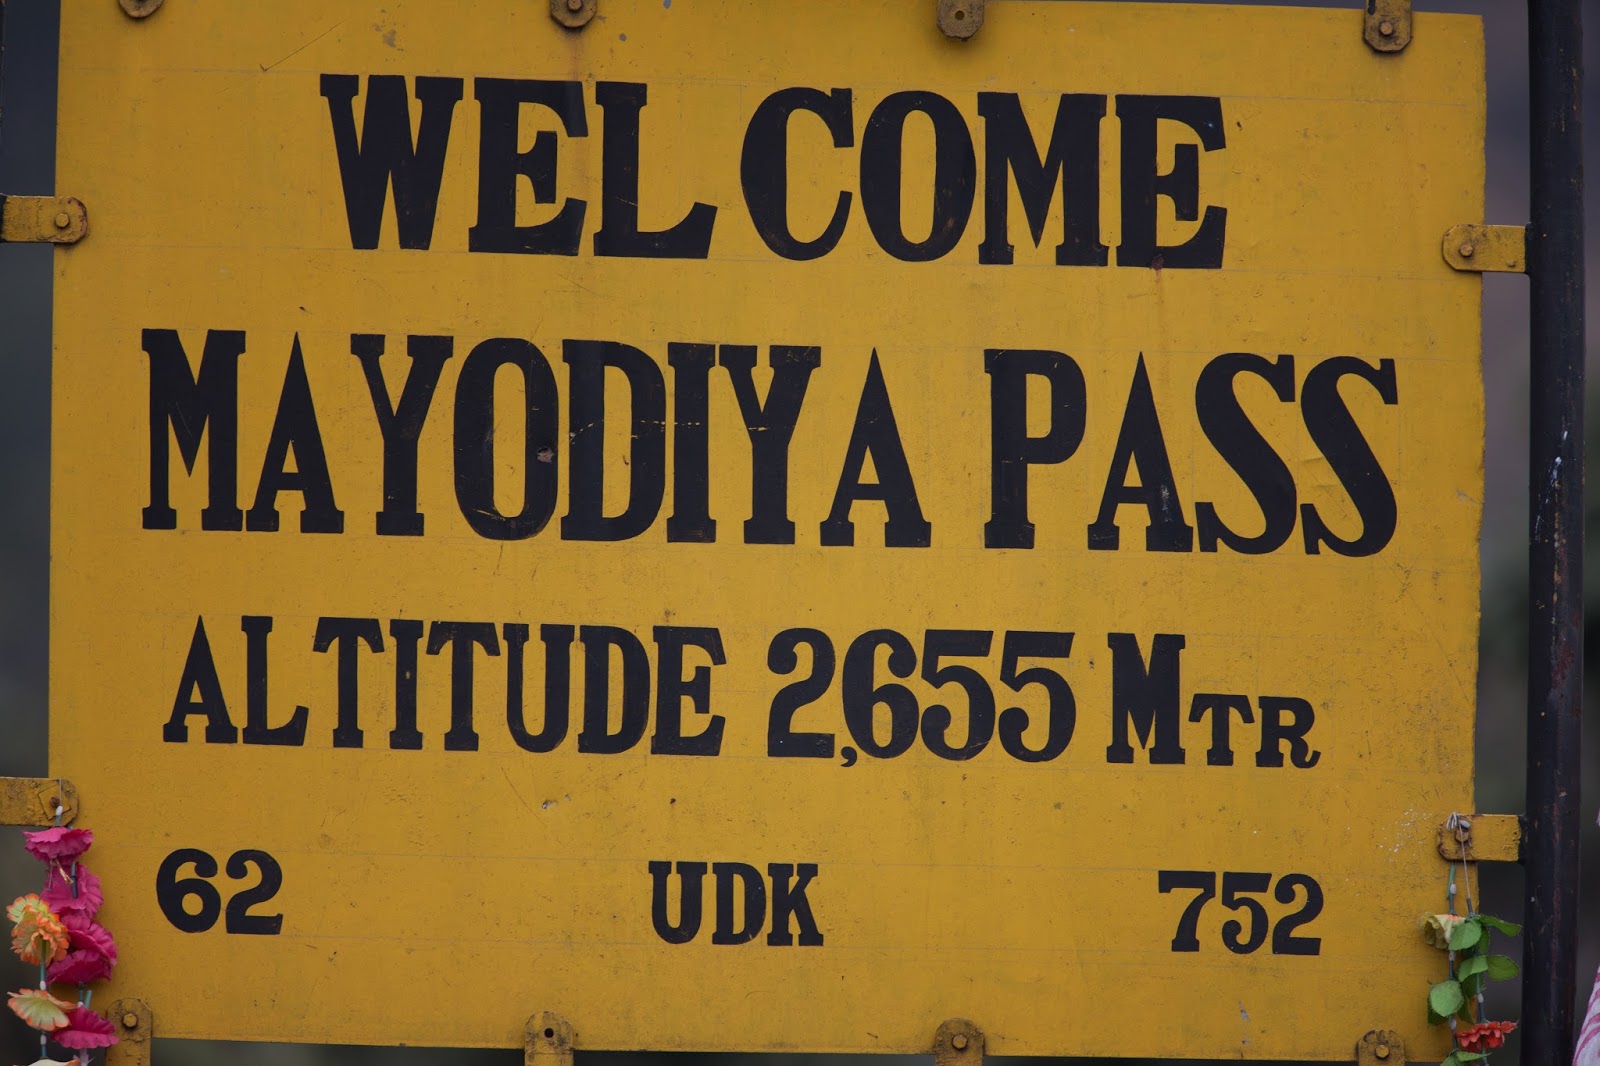 WELCOME
MAYODIYA PASS
ALTITUDE 2,655 MTR
62 UDK 752